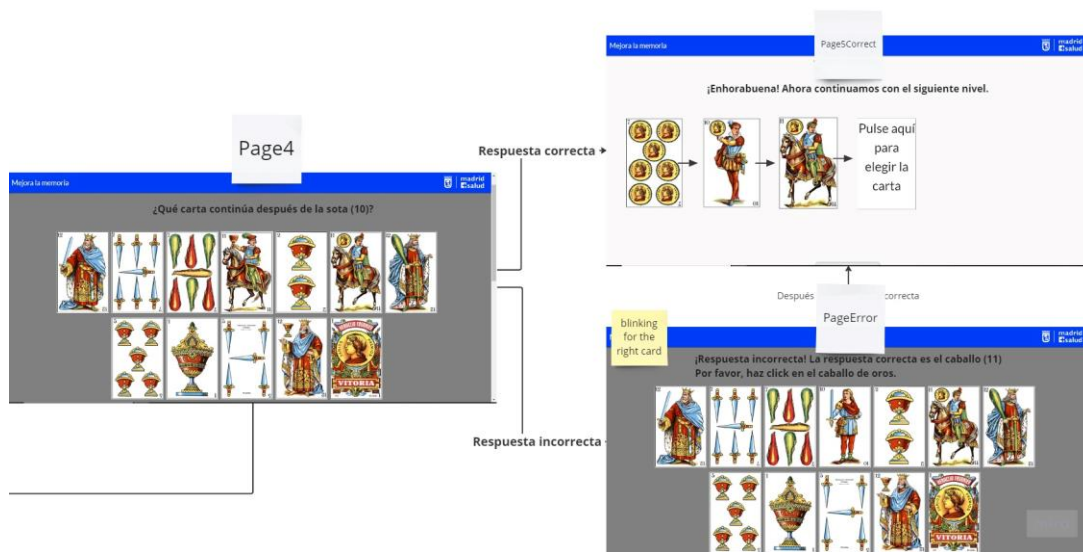 Page4
Mejora la memoria
madrid
salud
¿Qué carta continúa después de la sota (10)?
VITORIA
Respuesta correcta
Respuesta incorrecta
Page5Correct
Mejora la memoria
madrid
salud
¡Enhorabuena! Ahora continuamos con el siguiente nivel.
Pulse aquí
para
elegir la
carta
Después
correcta
PageError
blinking
for the
right card
madrid
salud
¡Respuesta incorrecta! La respuesta correcta es el caballo (11)
Por favor, haz click en el caballo de oros.
VITORIA